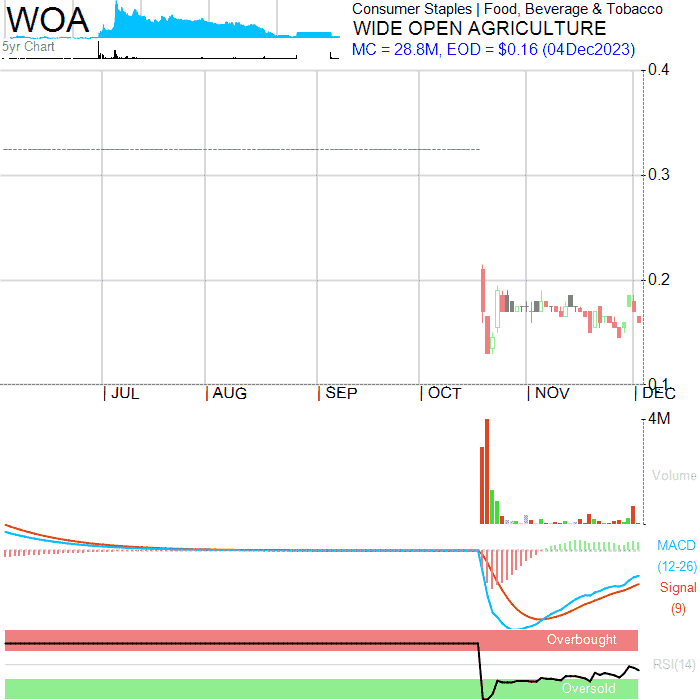 WOA
5yr Chart
Consumer Staples | Food, Beverage & Tobacco
WIDE OPEN AGRICULTURE
MC = 28.8M, EOD = $0.16 (04Dec2023)
0.4
0.3
0.2
0.1
JUL
AUG
SEP
OCT
NOV
DEC
4M
Volume
MACD
(12-26)
Signal
(9)
Overbought
RSI(14)
Oversold